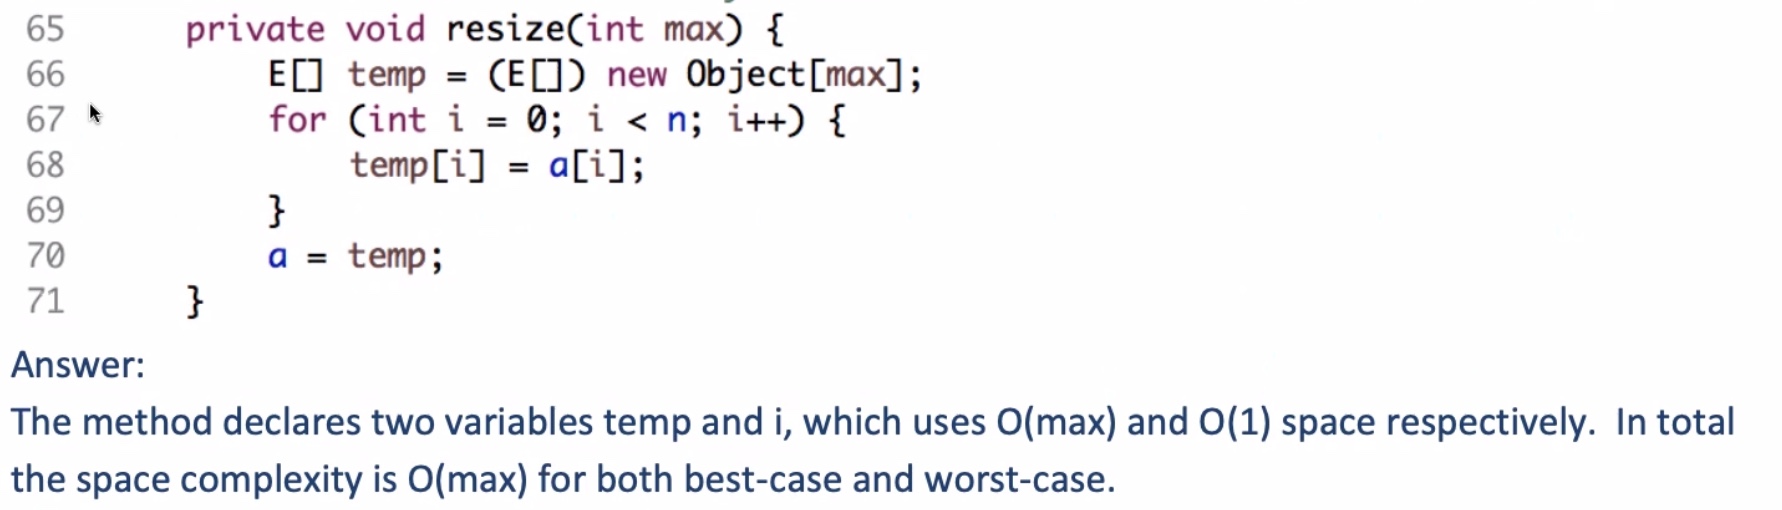 65 private void resize(int max) {
66 E[] temp = (E[]) new Object[max];
67 for (int i = 0; i < n; i++) {
68 temp[i] = a[i];
69 }
70 a = temp;
71 }
Answer:
The method declares two variables temp and i, which uses O(max) and O(1) space respectively. In total
the space complexity is O(max) for both best-case and worst-case.